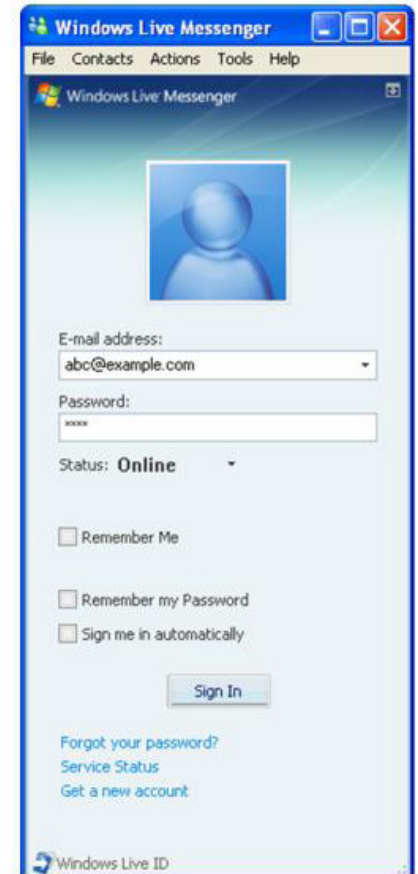 Windows Live Messenger
File Contacts Actions Tools Help
Windows Live Messenger
E-mail address:
abc@example.com
Password:
××××
Status: Online
Remember Me
Remember my Password
Sign me in automatically
Sign In
Forgot your password?
Service Status
Get a new account
Windows Live ID